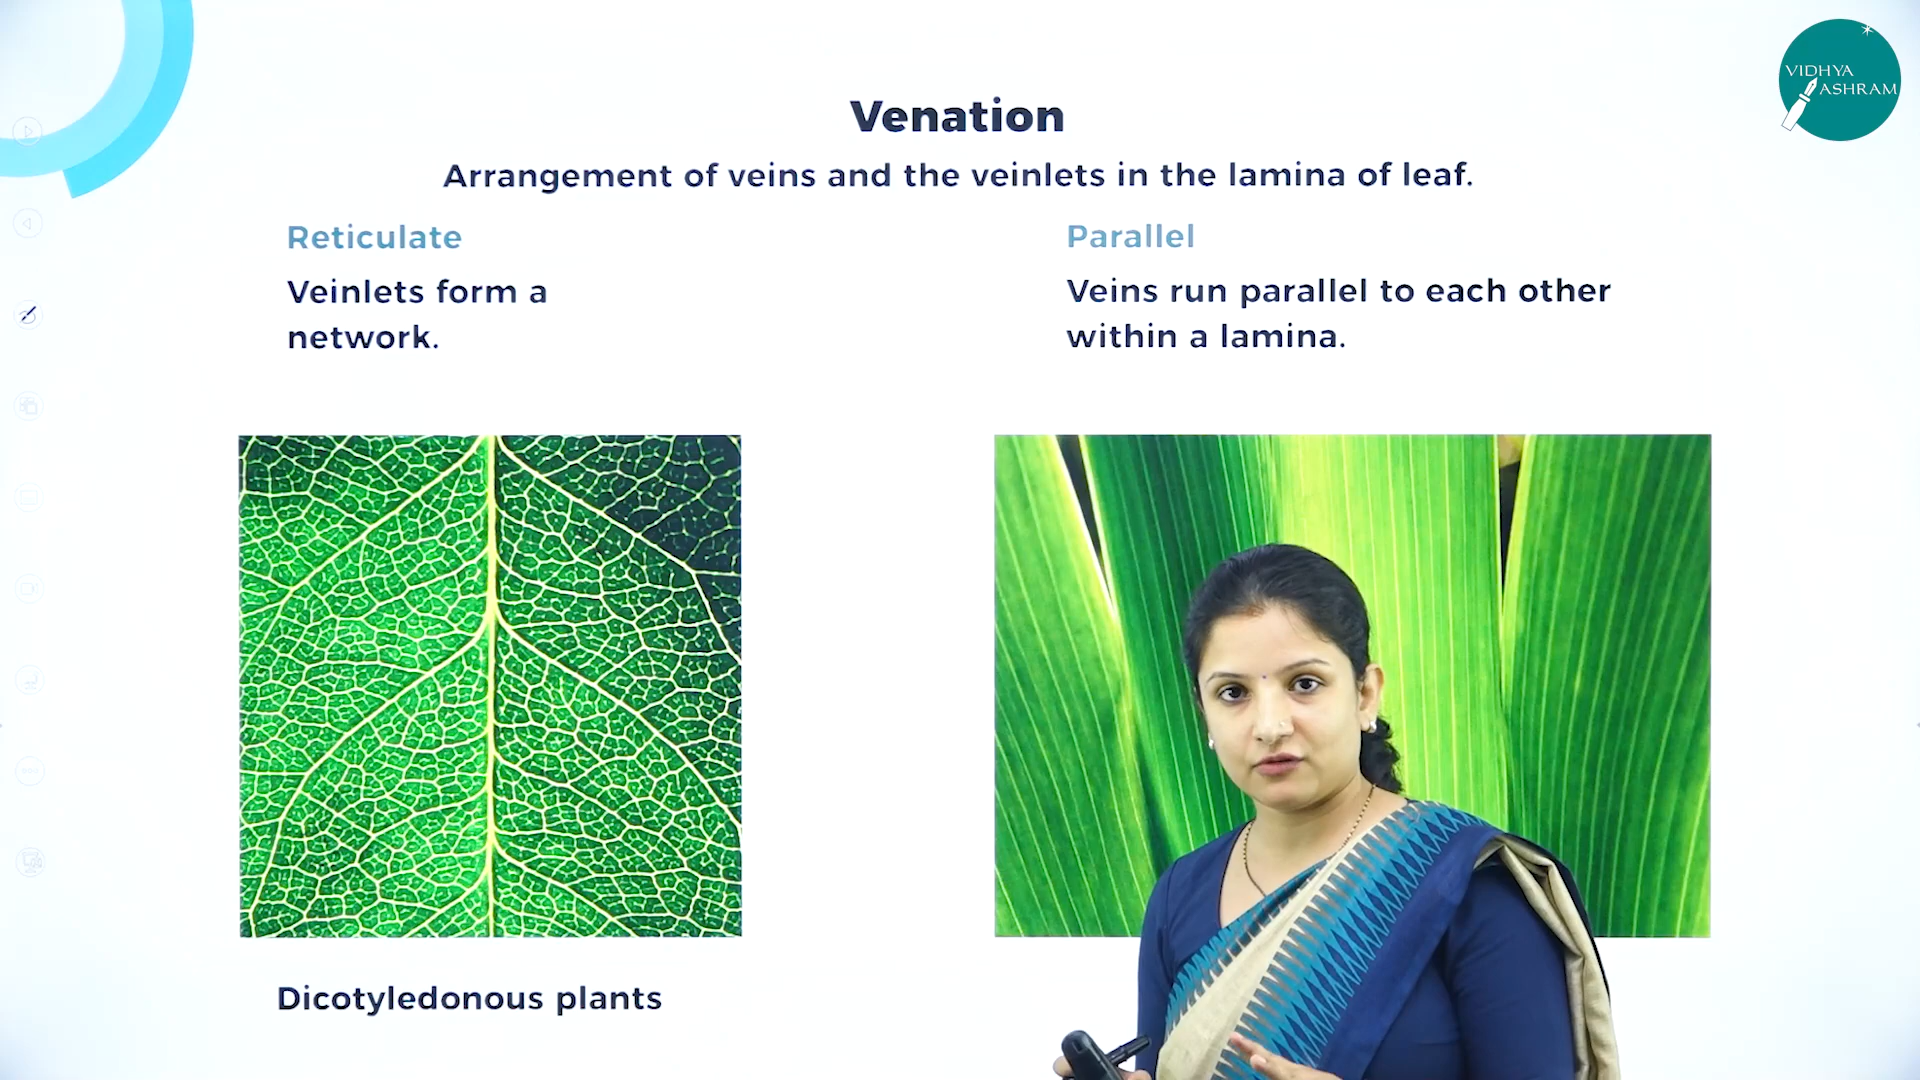 VIDHYA
ASHRAM
Venation
Arrangement of veins and the veinlets in the lamina of leaf.
Reticulate
Veinlets form a
network.
Parallel
Veins run parallel to each other
within a lamina.
Dicotyledonous plants